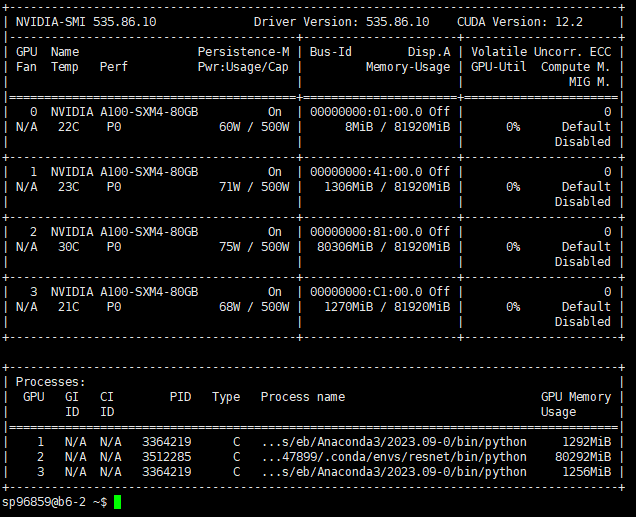 NVIDIA-SMI 535.86.10 Driver Version: 535.86.10 CUDA Version: 12.2
GPU Name Persistence-M | Bus-Id Disp.A | Volatile Uncorr. ECC
Fan Temp Perf Pwr:Usage/Cap | Memory-Usage | GPU-Util Compute M.
MIG M.
0 NVIDIA A100-SXM4-80GB On | 00000000:01:00.0 Off | 0
N/A 22C P0 60W / 500W | 8MiB / 81920MiB | 0% Default
Disabled
1 NVIDIA A100-SXM4-80GB On | 00000000:41:00.0 Off | 0
N/A 23C P0 71W / 500W | 1306MiB / 81920MiB | 0% Default
Disabled
2 NVIDIA A100-SXM4-80GB On | 00000000:81:00.0 Off | 0
N/A 30C P0 75W / 500W | 80306MiB / 81920MiB | 0% Default
Disabled
3 NVIDIA A100-SXM4-80GB On | 00000000:C1:00.0 Off | 0
N/A 21C P0 68W / 500W | 1270MiB / 81920MiB | 0% Default
Disabled
Processes:
GPU GI CI PID Type Process name GPU Memory
ID ID Usage
1 N/A N/A 3364219 C ...s/eb/Anaconda3/2023.09-0/bin/python 1292MiB
2 N/A N/A 3512285 C ...47899/.conda/envs/resnet/bin/python 80292MiB
3 N/A N/A 3364219 C ...s/eb/Anaconda3/2023.09-0/bin/python 1256MiB
sp96859@b6-2 ~$